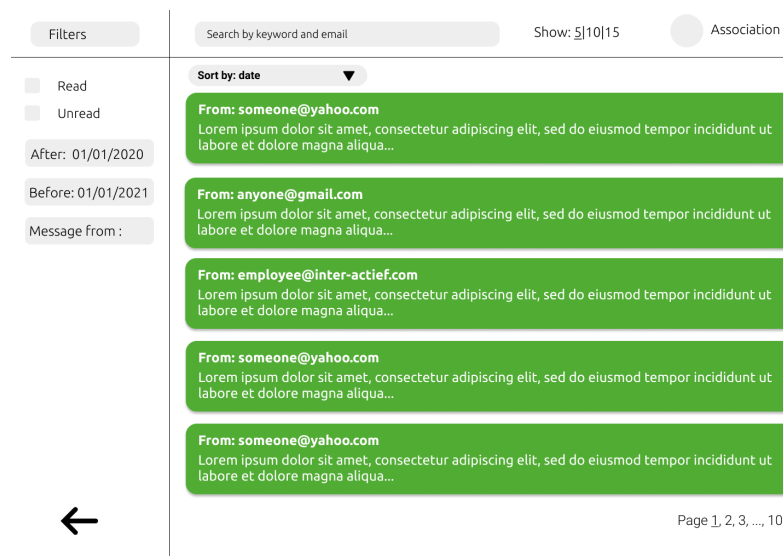 Filters
Search by keyword and email
Show: 5|10|15
Association
Read
Unread
After: 01/01/2020
Before: 01/01/2021
Message from :
Sort by: date
From: someone@yahoo.com
Lorem ipsum dolor sit amet, consectetur adipiscing elit, sed do eiusmod tempor incididunt ut
labore et dolore magna aliqua...
From: anyone@gmail.com
Lorem ipsum dolor sit amet, consectetur adipiscing elit, sed do eiusmod tempor incididunt ut
labore et dolore magna aliqua...
From: employee@inter-actief.com
Lorem ipsum dolor sit amet, consectetur adipiscing elit, sed do eiusmod tempor incididunt ut
labore et dolore magna aliqua...
From: someone@yahoo.com
Lorem ipsum dolor sit amet, consectetur adipiscing elit, sed do eiusmod tempor incididunt ut
labore et dolore magna aliqua...
From: someone@yahoo.com
Lorem ipsum dolor sit amet, consectetur adipiscing elit, sed do eiusmod tempor incididunt ut
labore et dolore magna aliqua...
Page 1, 2, 3, ..., 10